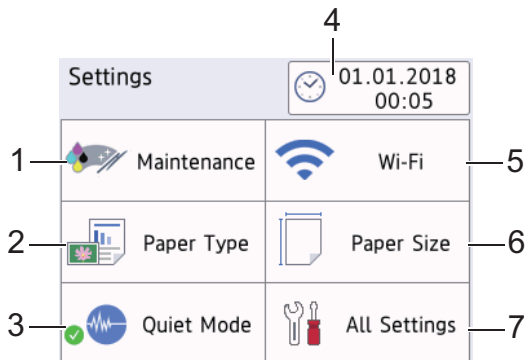 4
Settings
01.01.2018
00:05
1
Maintenance
Wi-Fi
5
2
Paper Type
Paper Size
6
3
Quiet Mode
All Settings
7